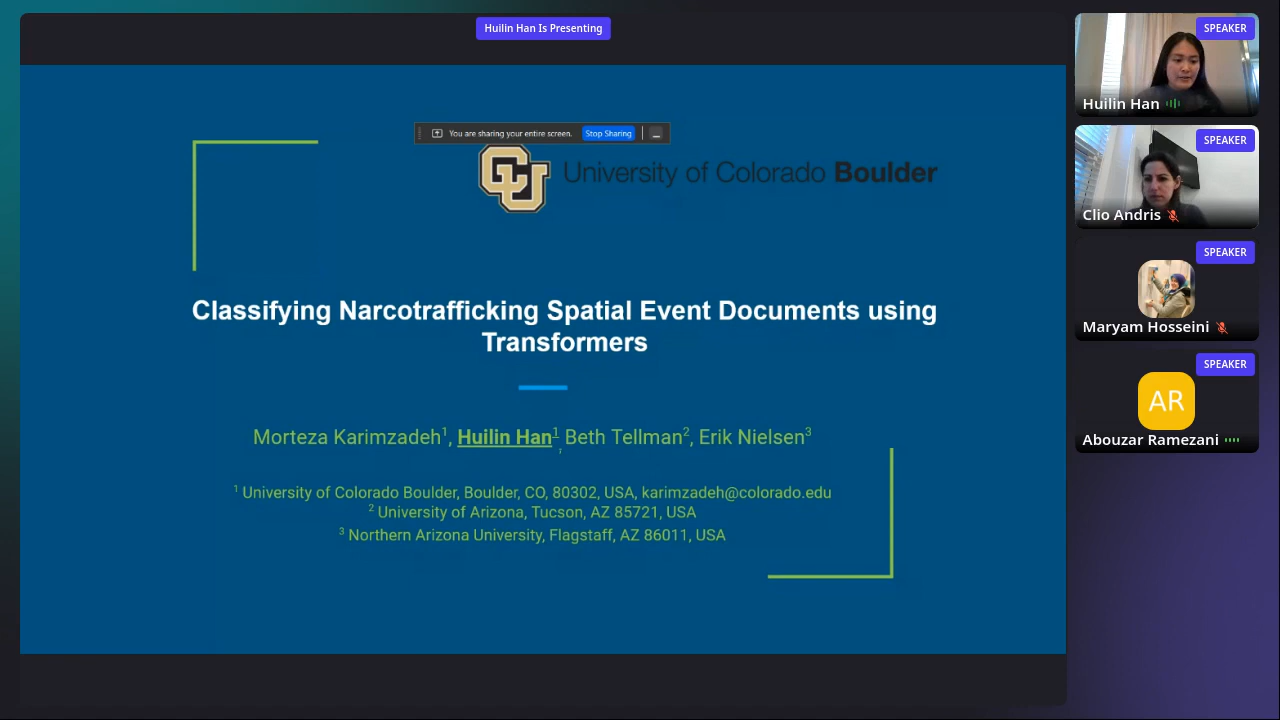 Huilin Han Is Presenting
You are sharing your entire screen. Stop Sharing
CU University of Colorado Boulder
Classifying Narcotrafficking Spatial Event Documents using
Transformers
Morteza Karimzadeh¹, Huilin Han¹, Beth Tellman², Erik Nielsen³
¹ University of Colorado Boulder, Boulder, CO, 80302, USA, karimzadeh@colorado.edu
² University of Arizona, Tucson, AZ 85721, USA
³ Northern Arizona University, Flagstaff, AZ 86011, USA
SPEAKER
Huilin Han
SPEAKER
Clio Andris
SPEAKER
Maryam Hosseini
SPEAKER
AR
Abouzar Ramezani